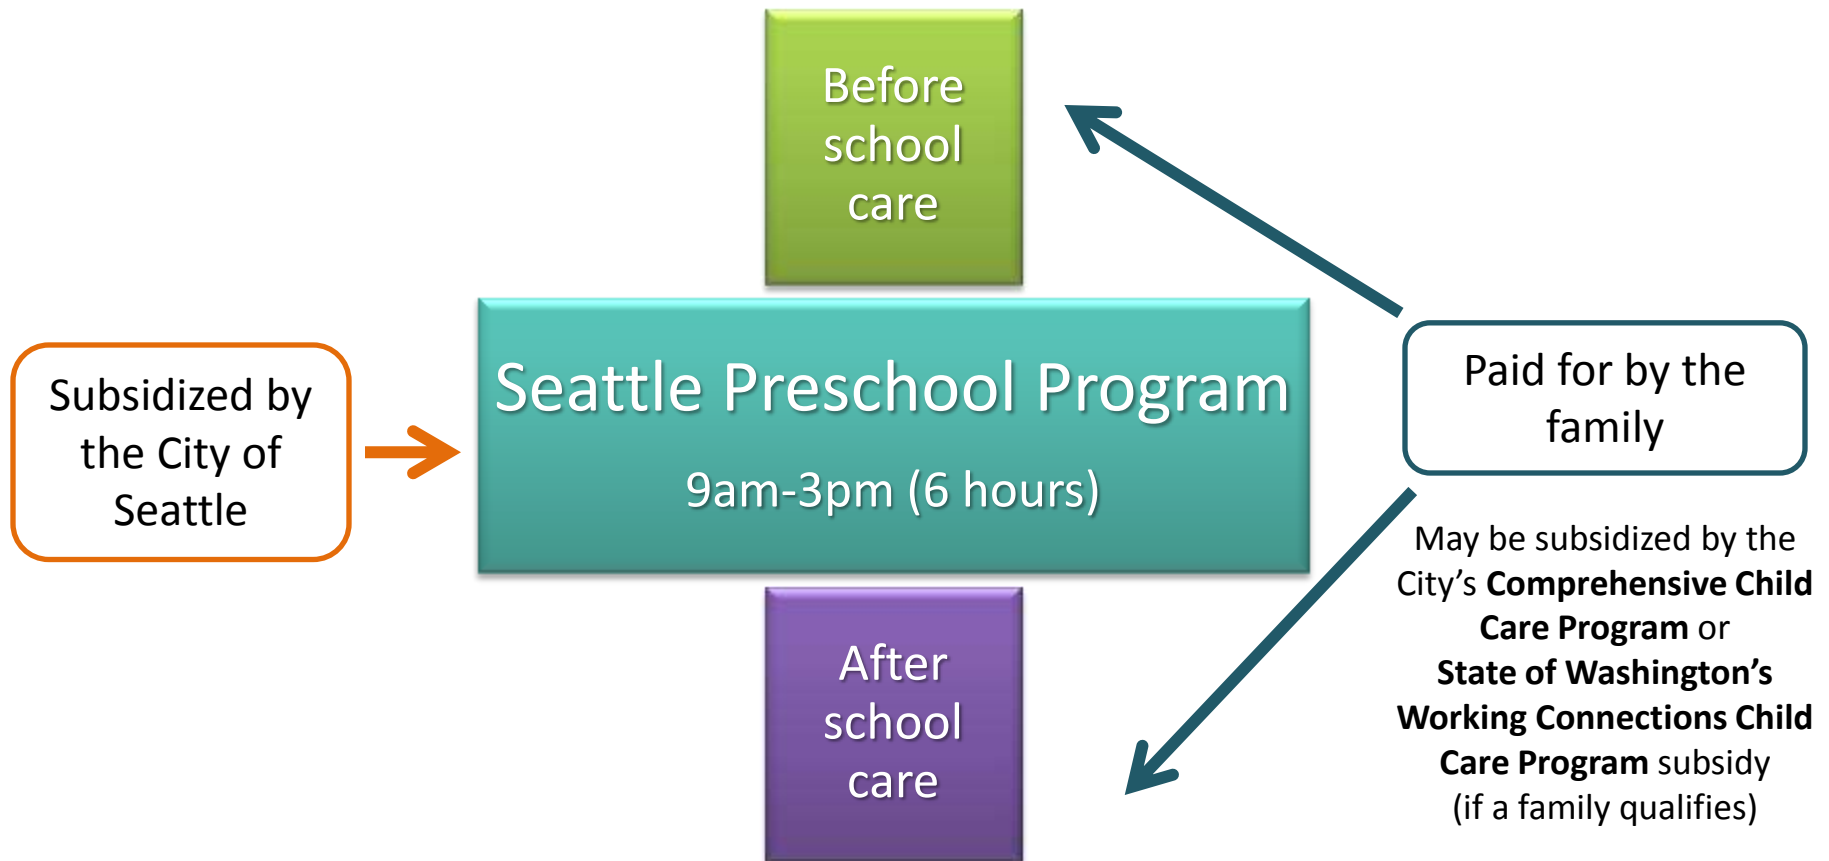 Before
school
care
Subsidized by
the City of
Seattle
Seattle Preschool Program
9am-3pm (6 hours)
Paid for by the
family
May be subsidized by the
City’s Comprehensive Child
Care Program or
State of Washington’s
Working Connections Child
Care Program subsidy
(if a family qualifies)
After
school
care